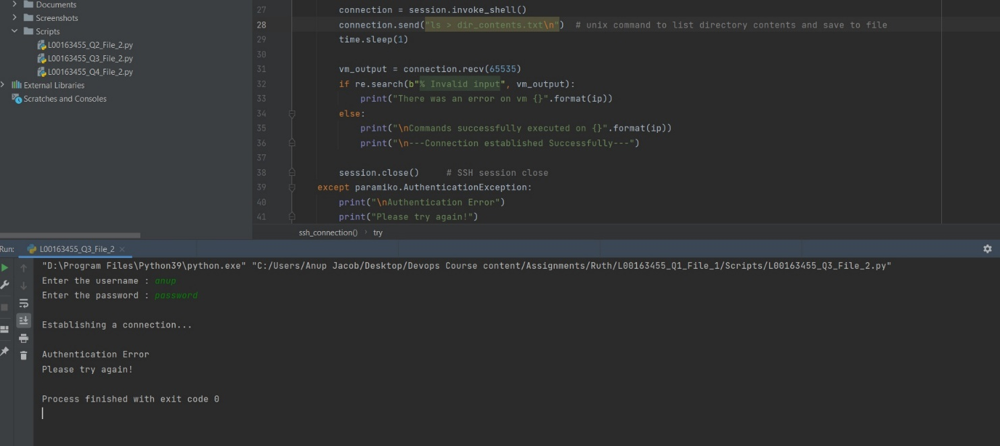 Documents
Screenshots
Scripts
L00163455_Q2_File_2.py
L00163455_Q3_File_2.py
L00163455_Q4_File_2.py
External Libraries
Scratches and Consoles
27 connection = session.invoke_shell()
28 connection.send("ls > dir_contents.txt\n")  # unix command to list directory contents and save to file
29 time.sleep(1)
30
31 vm_output = connection.recv(65535)
32 if re.search(b"% Invalid input", vm_output):
33 print("There was an error on vm {}".format(ip))
34 else:
35 print("\nCommands successfully executed on {}".format(ip))
36 print("\n---Connection established Successfully---")
37
38 session.close()     # SSH session close
39 except paramiko.AuthenticationException:
40 print("\nAuthentication Error")
41 print("Please try again!")
ssh_connection() › try
Run: L00163455_Q3_File_2 ×
"D:\Program Files\Python39\python.exe" "C:/Users/Anup Jacob/Desktop/Devops Course content/Assignments/Ruth/L00163455_Q1_File_1/Scripts/L00163455_Q3_File_2.py"
Enter the username : anup
Enter the password : password
Establishing a connection...
Authentication Error
Please try again!
Process finished with exit code 0